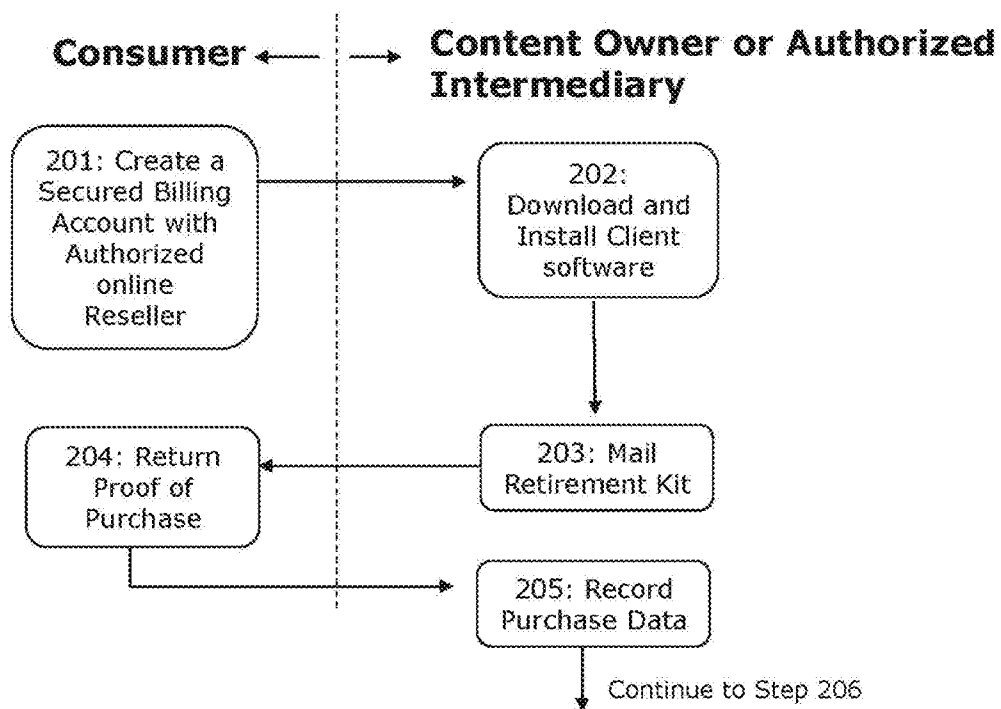 Consumer
Content Owner or Authorized
Intermediary
201: Create a
Secured Billing
Account with
Authorized
online
Reseller
202:
Download and
Install Client
software
203: Mail
Retirement Kit
204: Return
Proof of
Purchase
205: Record
Purchase Data
Continue to Step 206